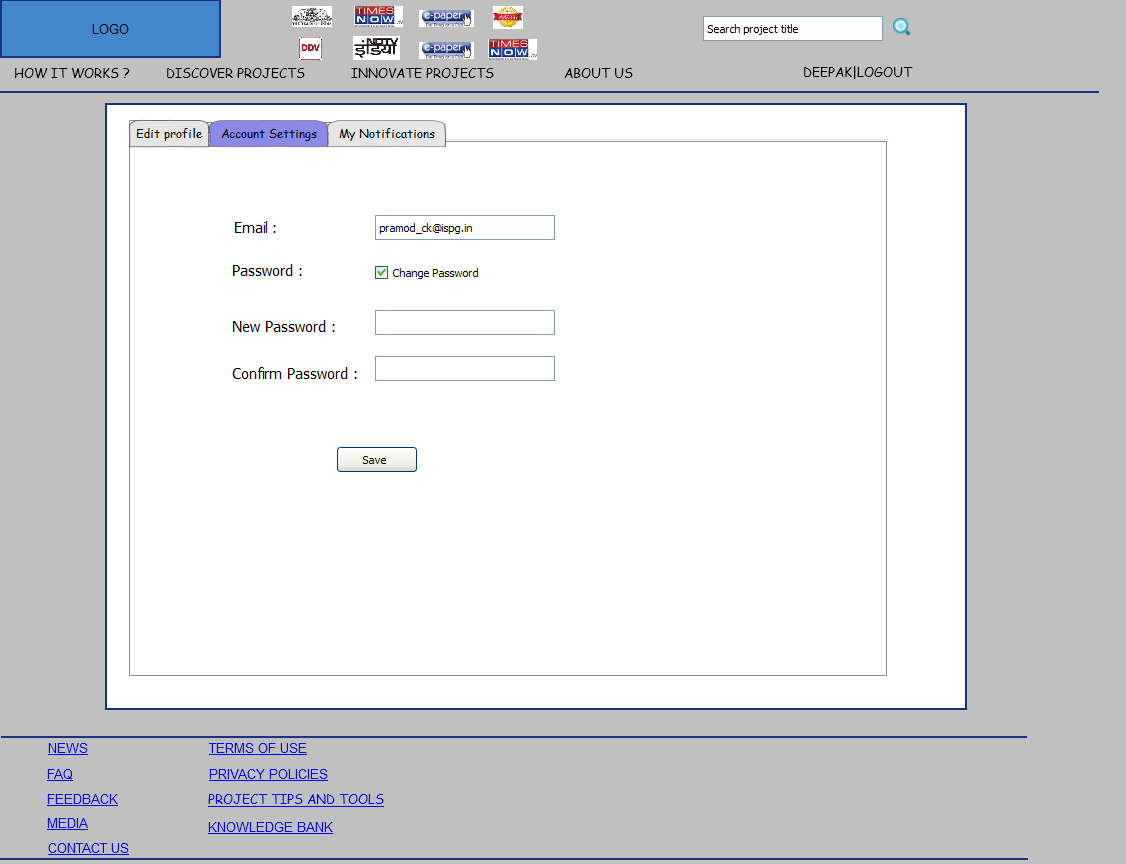 LOGO
TIMES NOW .tv
e-paper
DDV
NDTV
इंडिया
e-paper
TIMES NOW .tv
Search project title
HOW IT WORKS ?
DISCOVER PROJECTS
INNOVATE PROJECTS
ABOUT US
DEEPAK|LOGOUT
Edit profile
Account Settings
My Notifications
Email :
pramod_ck@ispg.in
Password :
Change Password
New Password :
Confirm Password :
Save
NEWS
TERMS OF USE
FAQ
PRIVACY POLICIES
FEEDBACK
PROJECT TIPS AND TOOLS
MEDIA
KNOWLEDGE BANK
CONTACT US